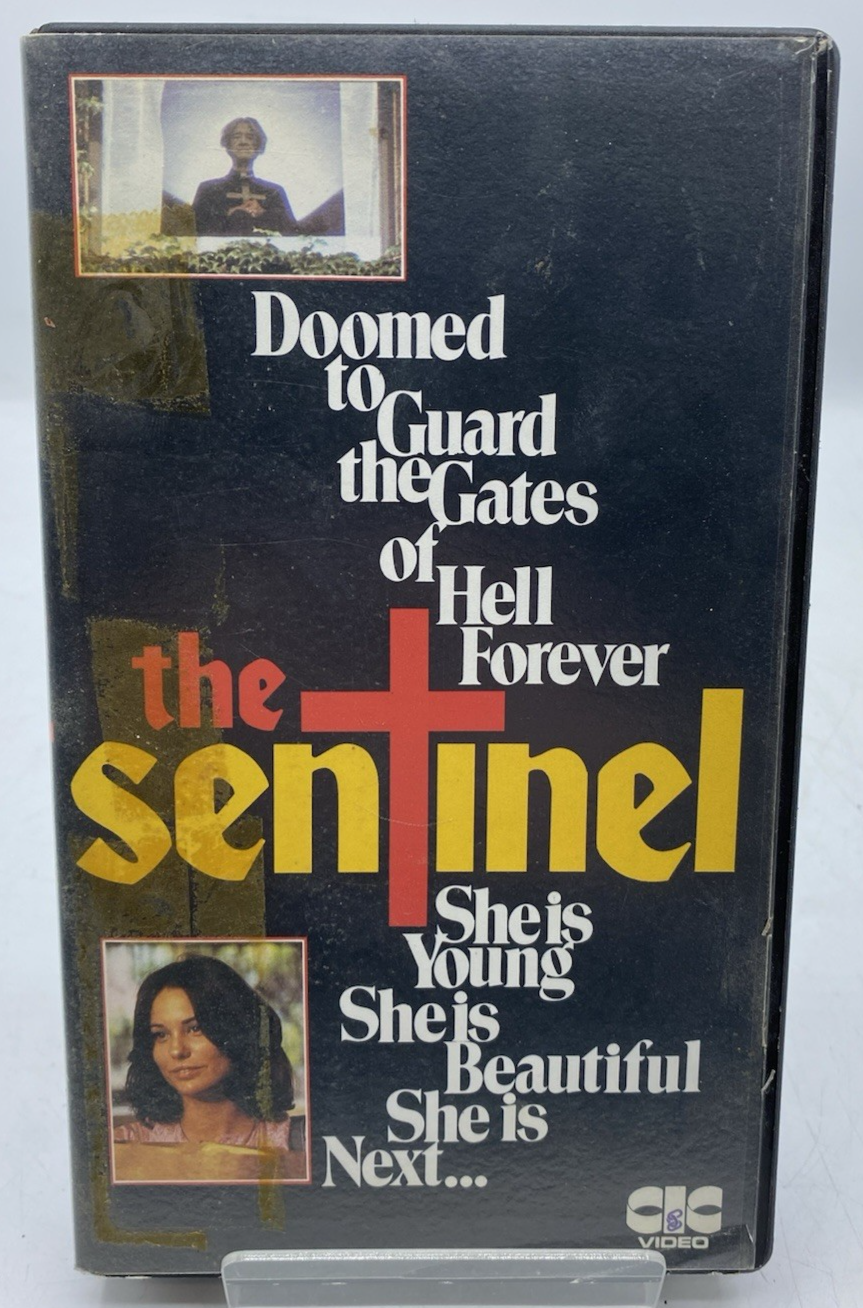 Doomed
to
Guard
the Gates
of
Hell
Forever
the
sentinel
She is
Young
She is
Beautiful
She is
Next...
CIC
VIDEO